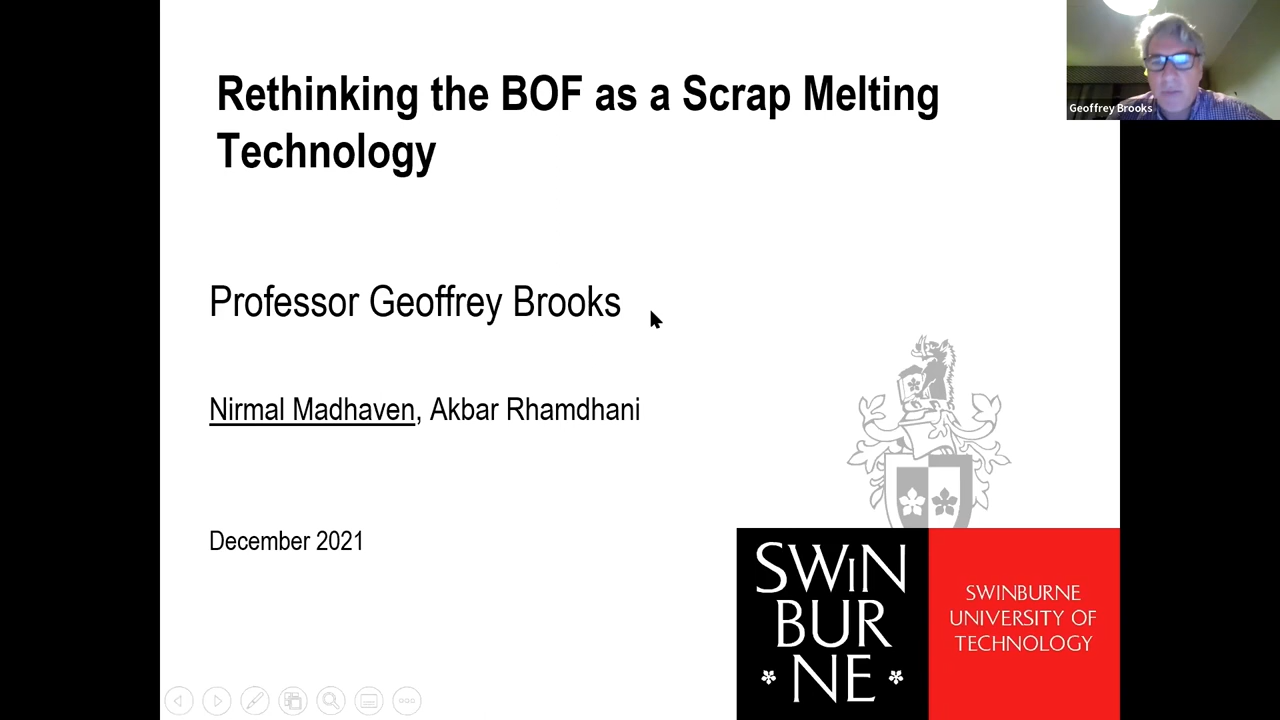 Rethinking the BOF as a Scrap Melting
Technology
Geoffrey Brooks
Professor Geoffrey Brooks
Nirmal Madhaven, Akbar Rhamdhani
December 2021
SWiN
BUR
NE
SWINBURNE
UNIVERSITY OF
TECHNOLOGY